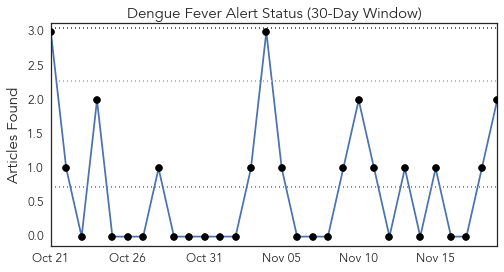 Dengue Fever Alert Status (30-Day Window)
Articles Found
3.0
2.5
2.0
1.5
1.0
0.5
0.0
Oct 21 Oct 26 Oct 31 Nov 05 Nov 10 Nov 15